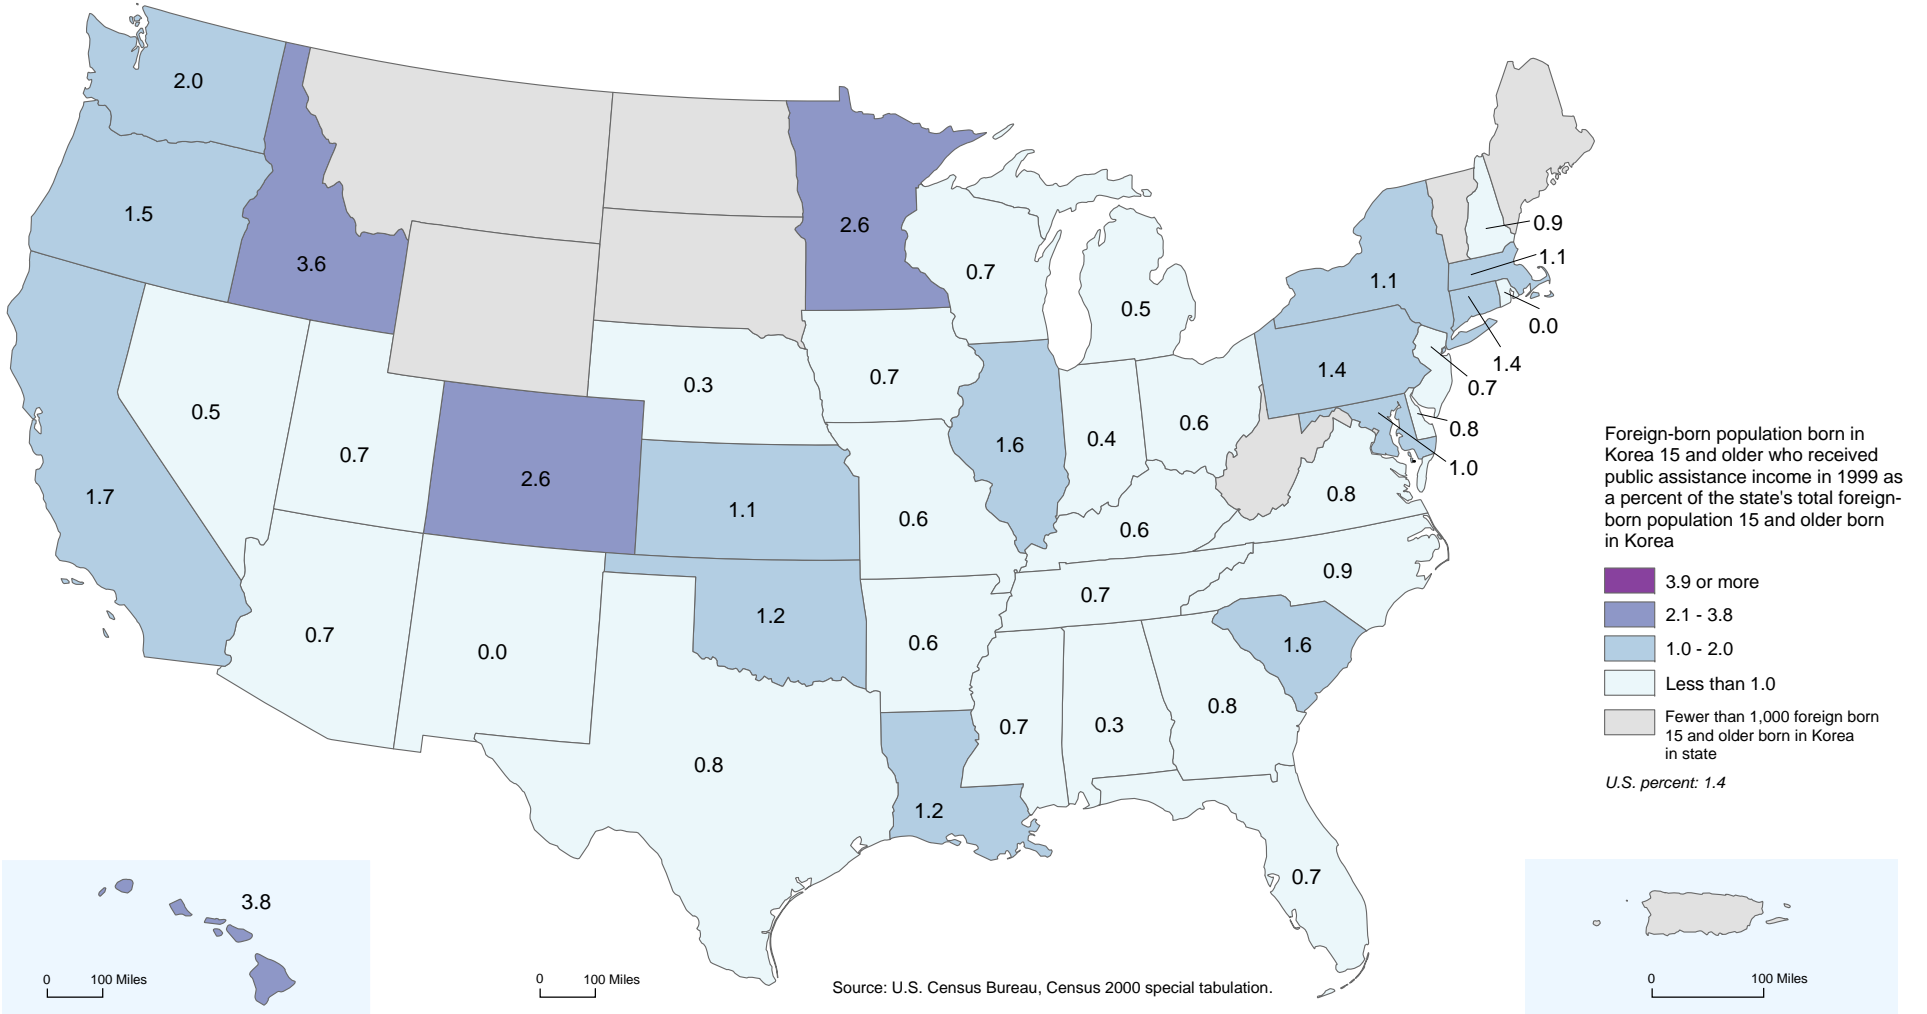 2.0
1.5
3.6
2.6
0.7
0.5
0.9
1.1
1.1
0.0
1.4
1.4
0.7
0.3
0.7
0.5
0.7
1.7
2.6
1.1
0.6
1.6
0.4
0.6
0.8
1.0
0.8
0.6
0.7
0.9
0.7
0.0
1.2
0.6
1.6
0.8
0.7
0.3
0.8
1.2
0.7
3.8
Foreign-born population born in
Korea 15 and older who received
public assistance income in 1999 as
a percent of the state's total foreign-
born population 15 and older born
in Korea
3.9 or more
2.1 - 3.8
1.0 - 2.0
Less than 1.0
Fewer than 1,000 foreign born
15 and older born in Korea
in state
U.S. percent: 1.4
0 100 Miles
0 100 Miles
Source: U.S. Census Bureau, Census 2000 special tabulation.
0 100 Miles